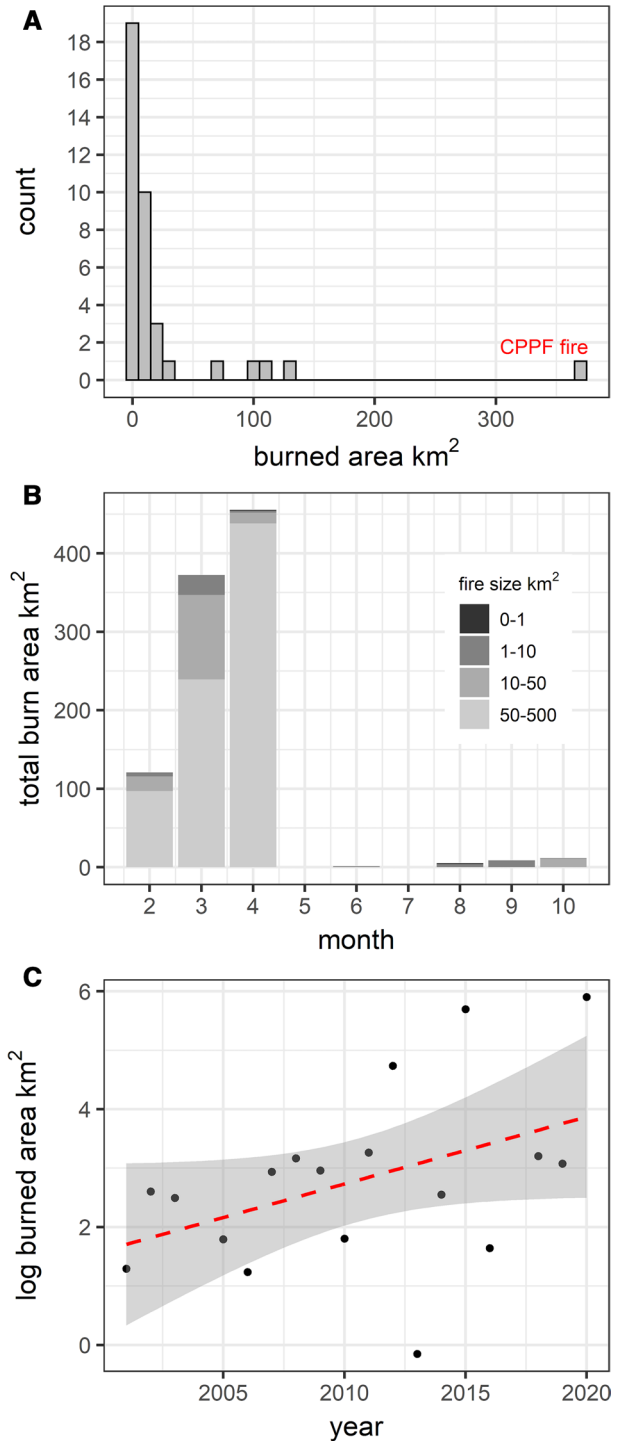 A
18
16
14
12
10
8
6
4
2
0
count
CPPF fire
0 100 200 300
burned area km²
B
400
300
200
100
0
total burn area km²
fire size km²
0-1
1-10
10-50
50-500
2 3 4 5 6 7 8 9 10
month
C
6
4
2
0
log burned area km²
2005 2010 2015 2020
year